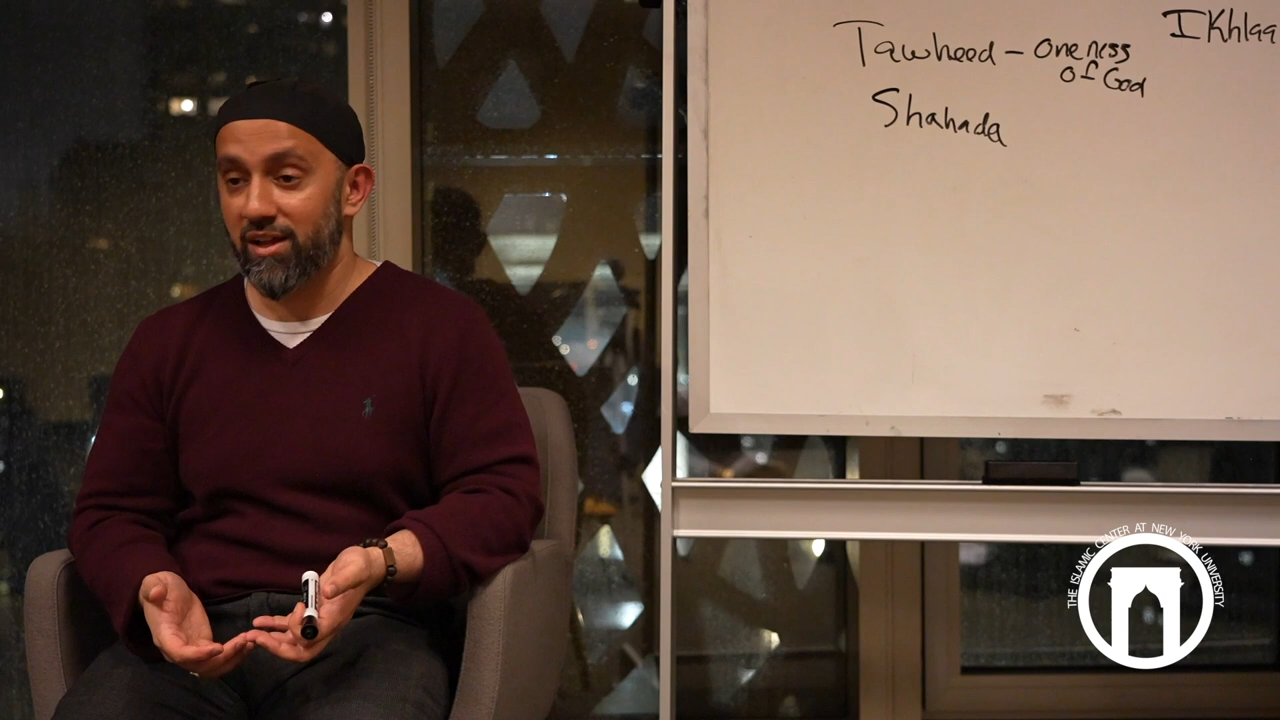 Tawheed – Oneness
of God
Shahada
IKhlaa
THE ISLAMIC CENTER AT NEW YORK UNIVERSITY